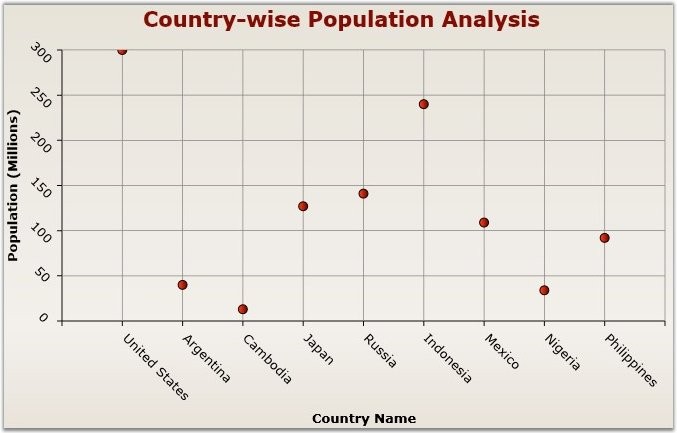 Country-wise Population Analysis
Population (Millions)
300
250
200
150
100
50
0
United States
Argentina
Cambodia
Japan
Russia
Indonesia
Mexico
Nigeria
Philippines
Country Name